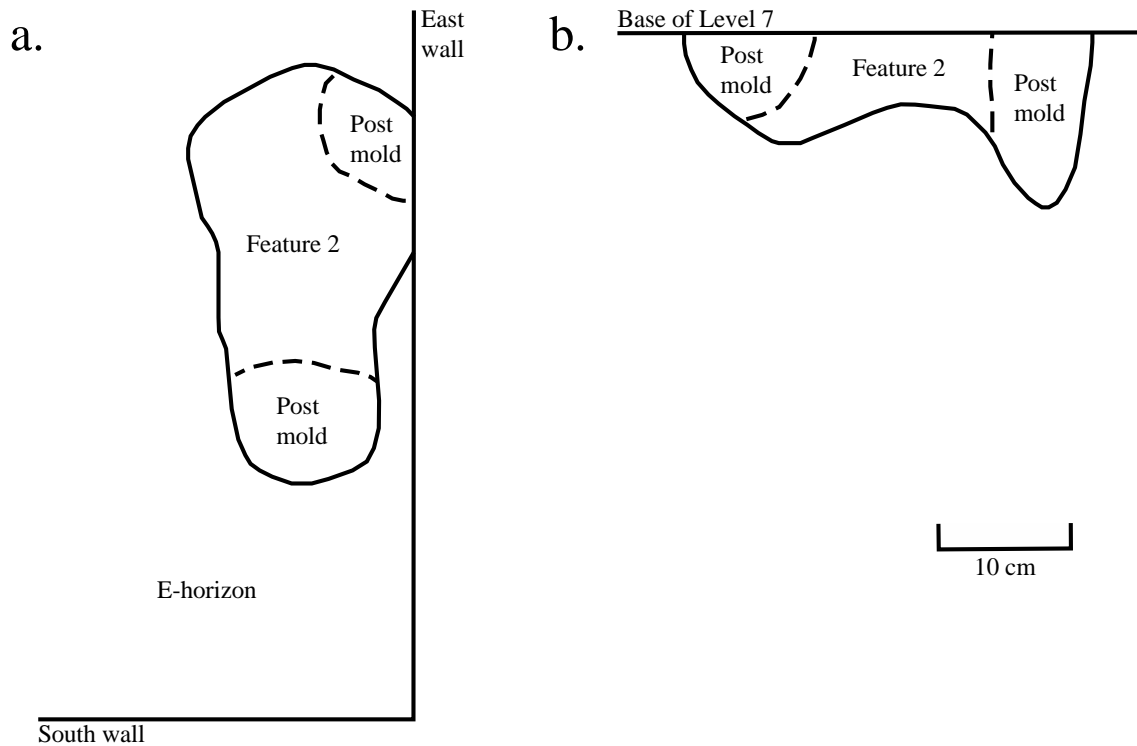 a.
East
wall
Post
mold
Feature 2
Post
mold
E-horizon
South wall
b.
Base of Level 7
Post
mold
Feature 2
Post
mold
10 cm